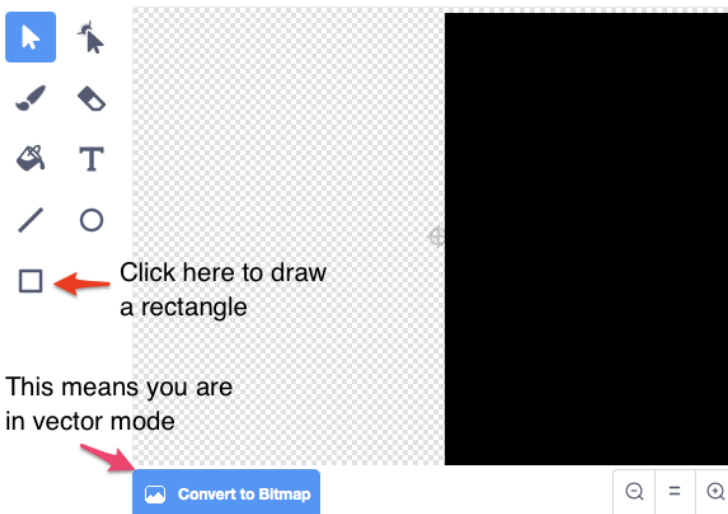 T
Click here to draw
a rectangle
This means you are
in vector mode
Convert to Bitmap